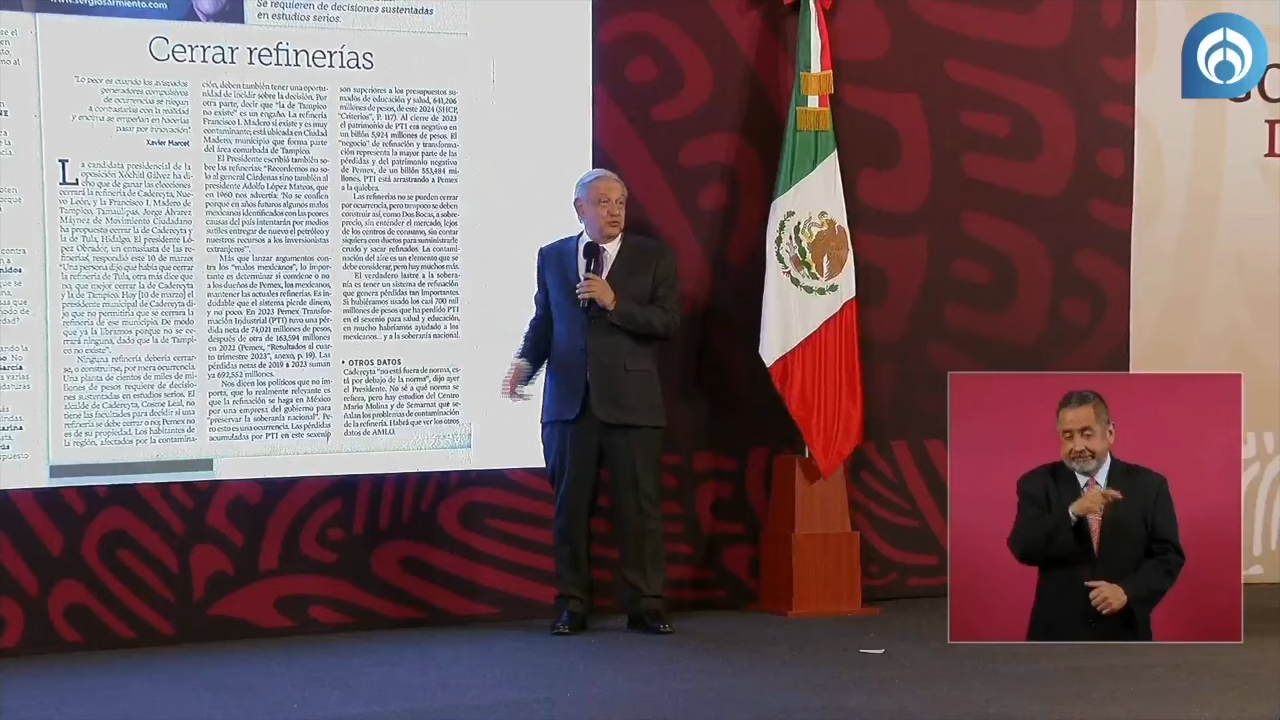 www.sergiosarmiento.com
Se requieren de decisiones sustentadas
en estudios serios.
Cerrar refinerías
"Lo peor es cuando los avispados
generadores compulsivos
de ocurrencias se niegan
a contrastarlas con la realidad
y encima se empeñan en hacerlas
pasar por innovación".
Xavier Marcet
La candidata presidencial de la
oposición Xóchitl Gálvez ha di-
cho que de ganar las elecciones
cerrará la refinería de Cadereyta, Nue-
vo León, y la Francisco I. Madero de
Tampico, Tamaulipas. Jorge Álvarez
Máynez de Movimiento Ciudadano
ha propuesto cerrar la de Cadereyta
y la de Tula, Hidalgo. El presidente Ló-
pez Obrador, un entusiasta de las re-
finerías, respondió este 10 de marzo:
"Una persona dijo que había que cerrar
la refinería de Tula, otra más dice que
no, que mejor cerrar la de Cadereyta
y la de Tampico. Hoy [10 de marzo] el
presidente municipal de Cadereyta di-
jo que no permitiría que se cerrara la
refinería de ese municipio. De modo
que ya la libramos porque no se ce-
rrará ninguna, dado que la de Tampi-
co no existe".
Ninguna refinería debería cerrar-
se, o construirse, por mera ocurrencia.
Una planta de cientos de miles de mi-
llones de pesos requiere de decisio-
nes sustentadas en estudios serios. El
alcalde de Cadereyta, Cosme Leal, no
tiene las facultades para decidir si una
refinería se debe cerrar o no; Pemex no
es de su propiedad. Los habitantes de
la región, afectados por la contamina-
ción, deben también tener una oportu-
nidad de incidir sobre la decisión. Por
otra parte, decir que "la de Tampico
no existe" es un engaño. La refinería
Francisco I. Madero sí existe y es muy
contaminante; está ubicada en Ciudad
Madero, municipio que forma parte
del área conurbada de Tampico.
El Presidente escribió también so-
bre las refinerías: "Recordemos no so-
lo al general Cárdenas sino también al
presidente Adolfo López Mateos, que
en 1960 nos advertía: 'No se confíen
porque en años futuros algunos malos
mexicanos identificados con las peores
causas del país intentarán por medios
sutiles entregar de nuevo el petróleo y
nuestros recursos a los inversionistas
extranjeros'".
Más que lanzar argumentos con-
tra los "malos mexicanos", lo importan-
te es determinar si conviene o no
a los dueños de Pemex, los mexicanos,
mantener las actuales refinerías. Es in-
dudable que el sistema pierde dinero,
y no poco. En 2023 Pemex Transfor-
mación Industrial (PTI) tuvo una pér-
dida neta de 74,021 millones de pesos,
después de otra de 163,594 millones
en 2022 (Pemex, "Resultados al cuar-
to trimestre 2023", anexo, p. 19). Las
pérdidas netas de 2019 a 2023 suman
ya 692,552 millones.
Nos dicen los políticos que no im-
porta, que lo realmente relevante es
que la refinación se haga en México
por una empresa del gobierno para
"preservar la soberanía nacional". Pe-
ro esto es una ocurrencia. Las pérdidas
acumuladas por PTI en este sexenio
son superiores a los presupuestos su-
mados de educación y salud, 641,206
millones de pesos, de este 2024 (SHCP,
"Criterios", P. 117). Al cierre de 2023
el patrimonio de PTI era negativo en
un billón 5,924 millones de pesos. El
"negocio" de refinación y transforma-
ción representa la mayor parte de las
pérdidas y del patrimonio negativo
de Pemex, de un billón 553,484 mi-
llones. PTI está arrastrando a Pemex
a la quiebra.
Las refinerías no se pueden cerrar
por ocurrencia, pero tampoco se deben
construir así, como Dos Bocas, a sobre-
precio, sin entender el mercado, lejos
de los centros de consumo, sin contar
siquiera con ductos para suministrarle
crudo y sacar refinados. La contami-
nación del aire es un elemento que se
debe considerar, pero hay muchos más.
El verdadero lastre a la sobera-
nía es tener un sistema de refinación
que genera pérdidas tan importantes.
Si hubiéramos usado los casi 700 mil
millones de pesos que ha perdido PTI
en el sexenio para salud y educación,
en mucho habríamos ayudado a los
mexicanos... y a la soberanía nacional.
• OTROS DATOS
Cadereyta "no está fuera de norma, es-
tá por debajo de la norma", dijo ayer
el Presidente. No sé a qué norma se
refiera, pero hay estudios del Centro
Mario Molina y de Semarnat que se-
ñalan los problemas de contaminación
de la refinería. Habrá que ver los otros
datos de AMLO.